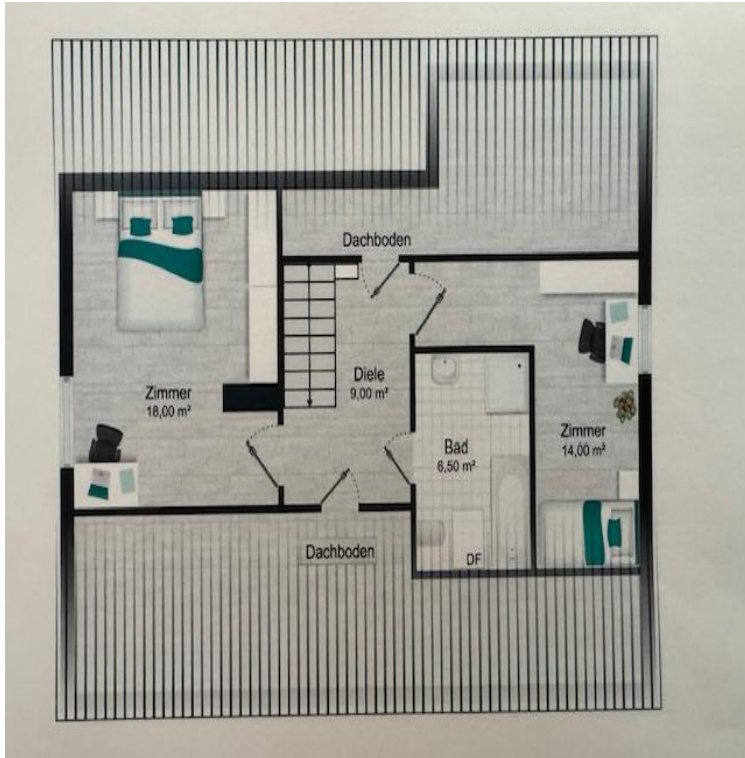 Dachboden
Zimmer
18,00 m²
Diele
9,00 m²
Bad
6,50 m²
Zimmer
14,00 m²
Dachboden
DF